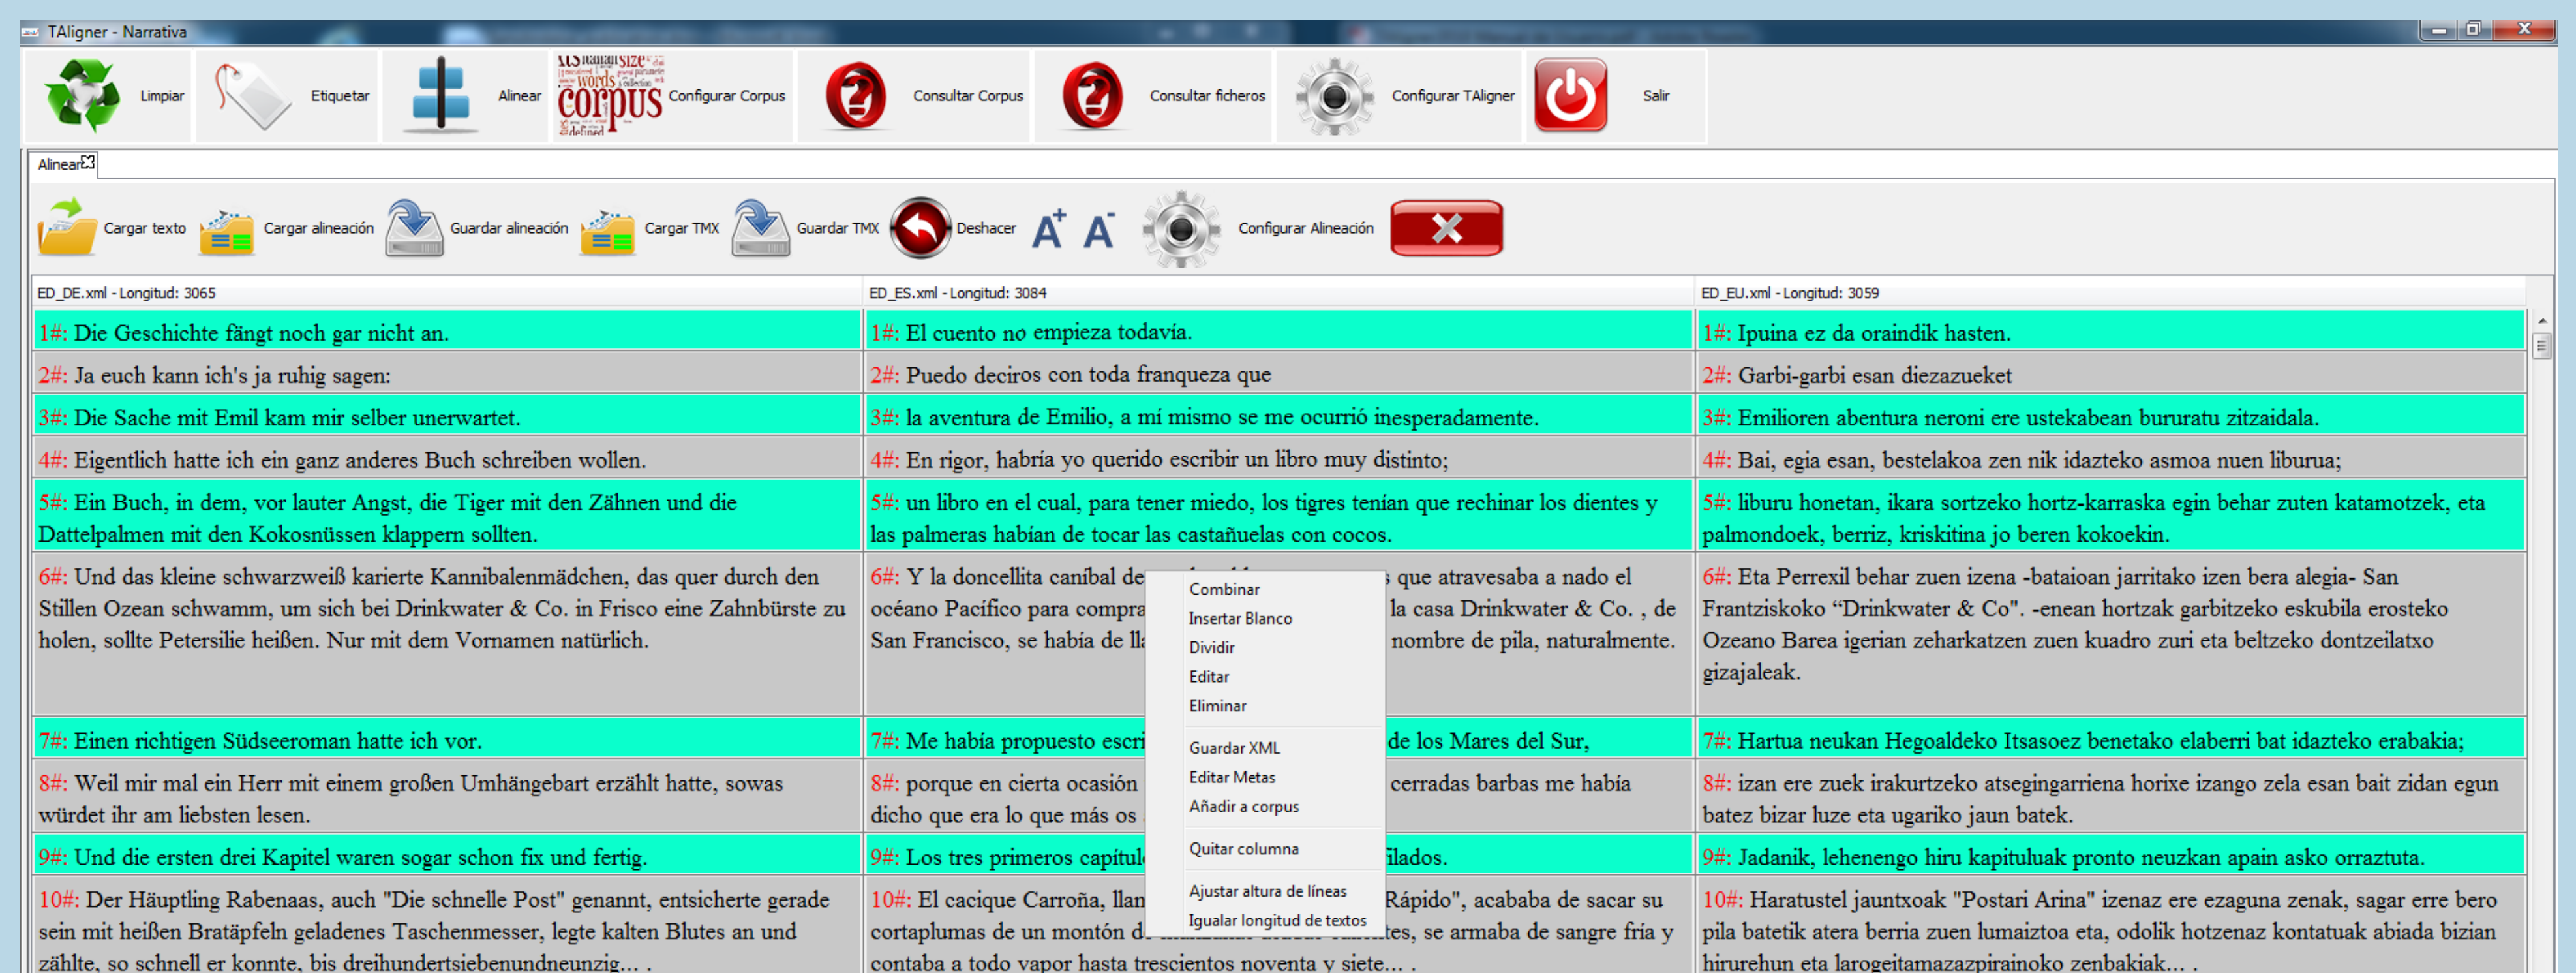 TAligner - Narrativa
Limpiar
Etiquetar
Alinear
size
words
collection
corpus
defined
Configurar Corpus
Consultar Corpus
Consultar ficheros
Configurar TAligner
Salir
Alinear
Cargar texto
Cargar alineación
Guardar alineación
Cargar TMX
Guardar TMX
Deshacer
A+ A-
Configurar Alineación
ED_DE.xml - Longitud: 3065
1#: Die Geschichte fängt noch gar nicht an.
2#: Ja euch kann ich's ja ruhig sagen:
3#: Die Sache mit Emil kam mir selber unerwartet.
4#: Eigentlich hatte ich ein ganz anderes Buch schreiben wollen.
5#: Ein Buch, in dem, vor lauter Angst, die Tiger mit den Zähnen und die
Dattelpalmen mit den Kokosnüssen klappern sollten.
6#: Und das kleine schwarzweiß karierte Kannibalenmädchen, das quer durch den
Stillen Ozean schwamm, um sich bei Drinkwater & Co. in Frisco eine Zahnbürste zu
holen, sollte Petersilie heißen. Nur mit dem Vornamen natürlich.
7#: Einen richtigen Südseeroman hatte ich vor.
8#: Weil mir mal ein Herr mit einem großen Umhängebart erzählt hatte, sowas
würdet ihr am liebsten lesen.
9#: Und die ersten drei Kapitel waren sogar schon fix und fertig.
10#: Der Häuptling Rabenaas, auch "Die schnelle Post" genannt, entsicherte gerade
sein mit heißen Bratäpfeln geladenes Taschenmesser, legte kalten Blutes an und
zählte, so schnell er konnte, bis dreihundertsiebenundneunzig... .
ED_ES.xml - Longitud: 3084
1#: El cuento no empieza todavía.
2#: Puedo deciros con toda franqueza que
3#: la aventura de Emilio, a mí mismo se me ocurrió inesperadamente.
4#: En rigor, habría yo querido escribir un libro muy distinto;
5#: un libro en el cual, para tener miedo, los tigres tenían que rechinar los dientes y
las palmeras habían de tocar las castañuelas con cocos.
6#: Y la doncellita caníbal de que atravesaba a nado el
océano Pacífico para la casa Drinkwater & Co. , de
San Francisco, se había de nombre de pila, naturalmente.
7#: Me había propuesto de los Mares del Sur,
8#: porque en cierta ocasión cerradas barbas me había
dicho que era lo que más os
9#: Los tres primeros
10#: El cacique Carroña, Rápido", acababa de sacar su
cortaplumas de un montón se armaba de sangre fría y
contaba a todo vapor hasta trescientos noventa y siete... .
Combinar
Insertar Blanco
Dividir
Editar
Eliminar
Guardar XML
Editar Metas
Añadir a corpus
Quitar columna
Ajustar altura de líneas
Igualar longitud de textos
ED_EU.xml - Longitud: 3059
1#: Ipuina ez da oraindik hasten.
2#: Garbi-garbi esan diezazueket
3#: Emilioren abentura neroni ere ustekabean bururatu zitzaidala.
4#: Bai, egia esan, bestelakoa zen nik idazteko asmoa nuen liburua;
5#: liburu honetan, ikara sortzeko hortz-karraska egin behar zuten katamotzek, eta
palmondoek, berriz, kriskitina jo beren kokoekin.
6#: Eta Perrexil behar zuen izena -bataioan jarritako izen bera alegia- San
Frantziskoko “Drinkwater & Co". -enean hortzak garbitzeko eskubila erosteko
Ozeano Barea igerian zeharkatzen zuen kuadro zuri eta beltzeko dontzeilatxo
gizajaleak.
7#: Hartua neukan Hegoaldeko Itsasoez benetako elaberri bat idazteko erabakia;
8#: izan ere zuek irakurtzeko atsegingarriena horixe izango zela esan bait zidan egun
batez bizar luze eta ugariko jaun batek.
9#: Jadanik, lehenengo hiru kapituluak pronto neuzkan apain asko orraztuta.
10#: Haratustel jauntxoak "Postari Arina" izenaz ere ezaguna zenak, sagar erre bero
pila batetik atera berria zuen lumaiztoa eta, odolik hotzenaz kontatuak abiada bizian
hirurehun eta larogeitamazazpirainoko zenbakiak... .